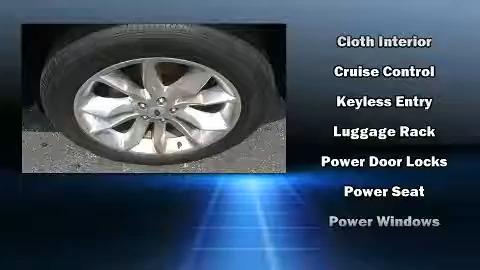 Cloth Interior
Cruise Control
Keyless Entry
Luggage Rack
Power Door Locks
Power Seat
Power Windows